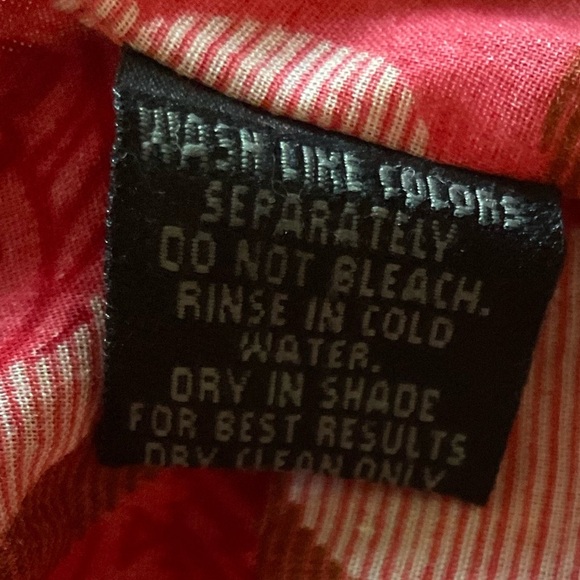 WASH LIKE COLORS
SEPARATELY
DO NOT BLEACH.
RINSE IN COLD
WATER.
DRY IN SHADE
FOR BEST RESULTS
DRY CLEAN ONLY